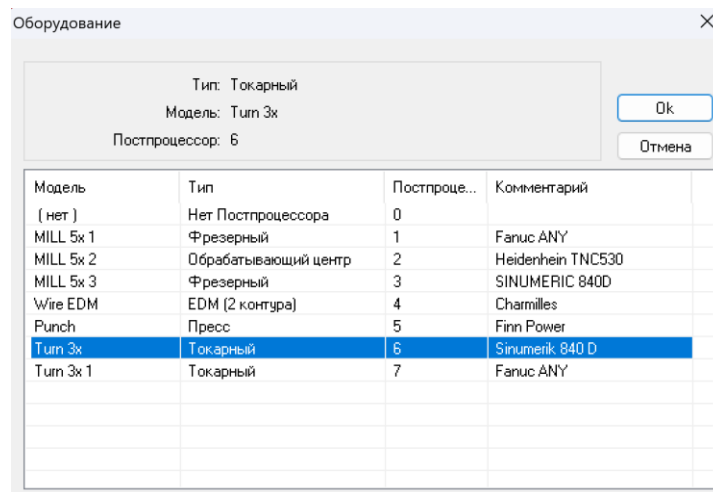 Оборудование
Тип: Токарный
Модель: Turn 3x
Постпроцессор: 6
Ok
Отмена
Модель Тип Постпроце... Комментарий
( нет ) Нет Постпроцессора 0
MILL 5x 1 Фрезерный 1 Fanuc ANY
MILL 5x 2 Обрабатывающий центр 2 Heidenhein TNC530
MILL 5x 3 Фрезерный 3 SINUMERIC 840D
Wire EDM EDM (2 контура) 4 Charmilles
Punch Пресс 5 Finn Power
Turn 3x Токарный 6 Sinumerik 840 D
Turn 3x 1 Токарный 7 Fanuc ANY